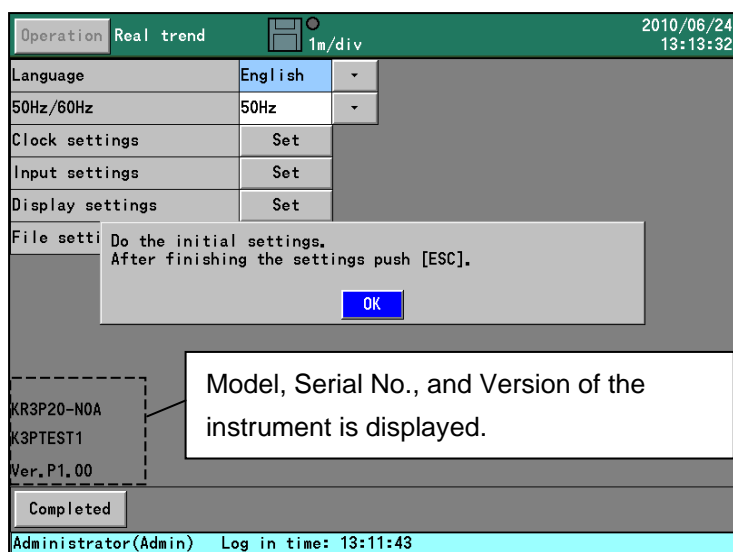 Operation Real trend 1m/div 2010/06/24
13:13:32
Language English
50Hz/60Hz 50Hz
Clock settings Set
Input settings Set
Display settings Set
File setti
Do the initial settings.
After finishing the settings push [ESC].
OK
Model, Serial No., and Version of the
instrument is displayed.
KR3P20-N0A
K3PTEST1
Ver.P1.00
Completed
Administrator(Admin) Log in time: 13:11:43